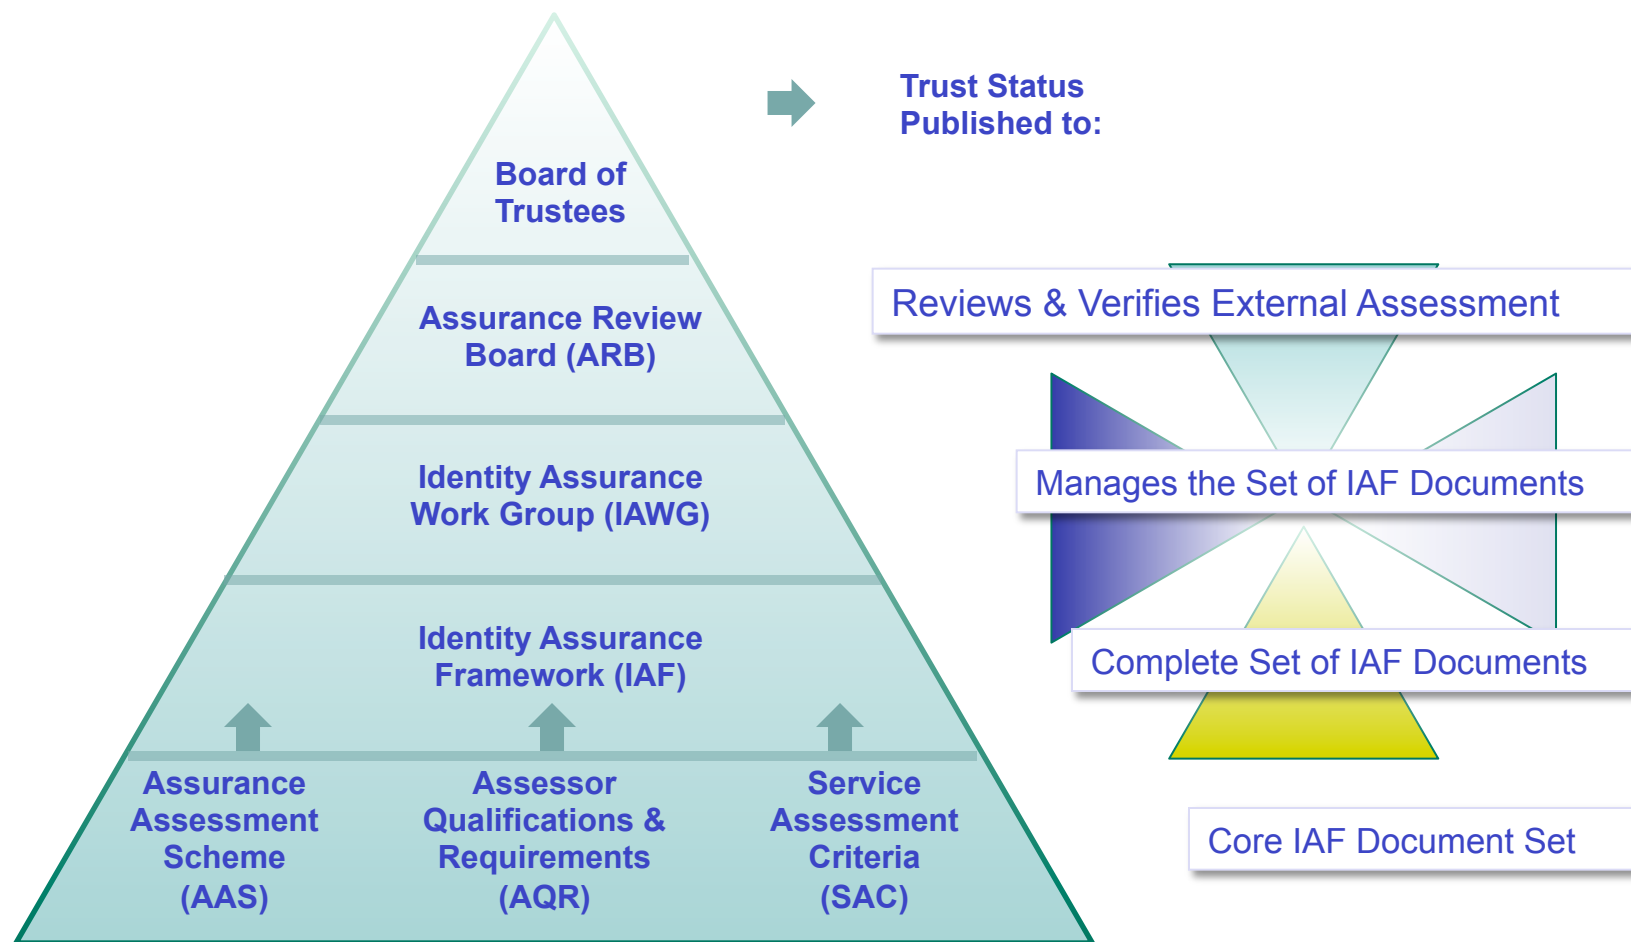 Trust Status
Published to:
Board of
Trustees
Reviews & Verifies External Assessment
Assurance Review
Board (ARB)
Manages the Set of IAF Documents
Identity Assurance
Work Group (IAWG)
Complete Set of IAF Documents
Identity Assurance
Framework (IAF)
Assurance
Assessment
Scheme
(AAS)
Assessor
Qualifications &
Requirements
(AQR)
Service
Assessment
Criteria
(SAC)
Core IAF Document Set